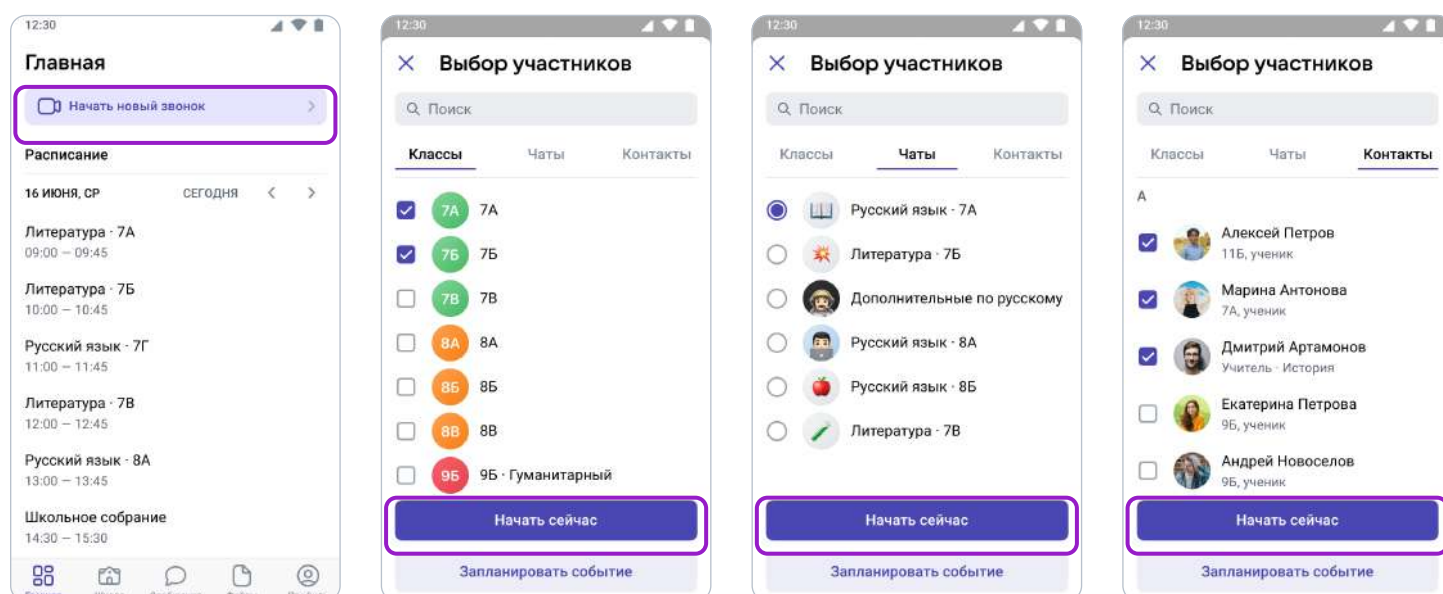 12:30
Главная
Начать новый звонок
Расписание
16 ИЮНЯ, СР СЕГОДНЯ
Литература · 7А
09:00 – 09:45
Литература · 7Б
10:00 – 10:45
Русский язык · 7Г
11:00 – 11:45
Литература · 7В
12:00 – 12:45
Русский язык · 8А
13:00 – 13:45
Школьное собрание
14:30 – 15:30
12:30
Выбор участников
Поиск
Классы Чаты Контакты
7А 7А
7Б 7Б
7В 7В
8А 8А
8Б 8Б
8В 8В
9Б 9Б · Гуманитарный
Начать сейчас
Запланировать событие
12:30
Выбор участников
Поиск
Классы Чаты Контакты
Русский язык · 7А
Литература · 7Б
Дополнительные по русскому
Русский язык · 8А
Русский язык · 8Б
Литература · 7В
Начать сейчас
Запланировать событие
12:30
Выбор участников
Поиск
Классы Чаты Контакты
А
Алексей Петров
11Б, ученик
Марина Антонова
7А, ученик
Дмитрий Артамонов
Учитель · История
Екатерина Петрова
9Б, ученик
Андрей Новоселов
9Б, ученик
Начать сейчас
Запланировать событие